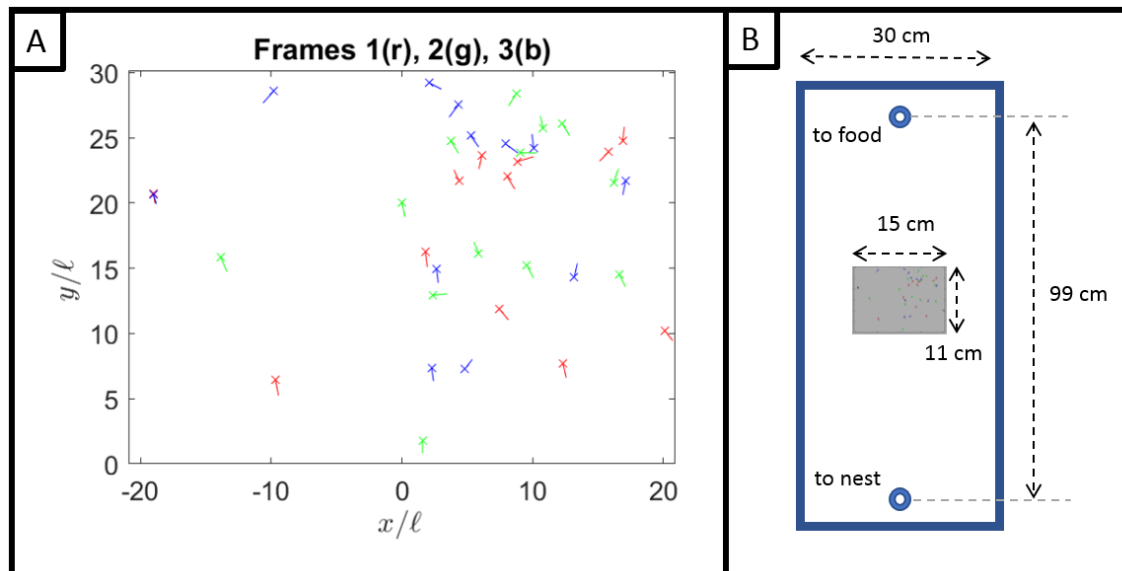 A
Frames 1(r), 2(g), 3(b)
30
25
20
15
10
5
0
-20
-10
0
10
20
y/ℓ
x/ℓ
B
30 cm
to food
15 cm
99 cm
11 cm
to nest